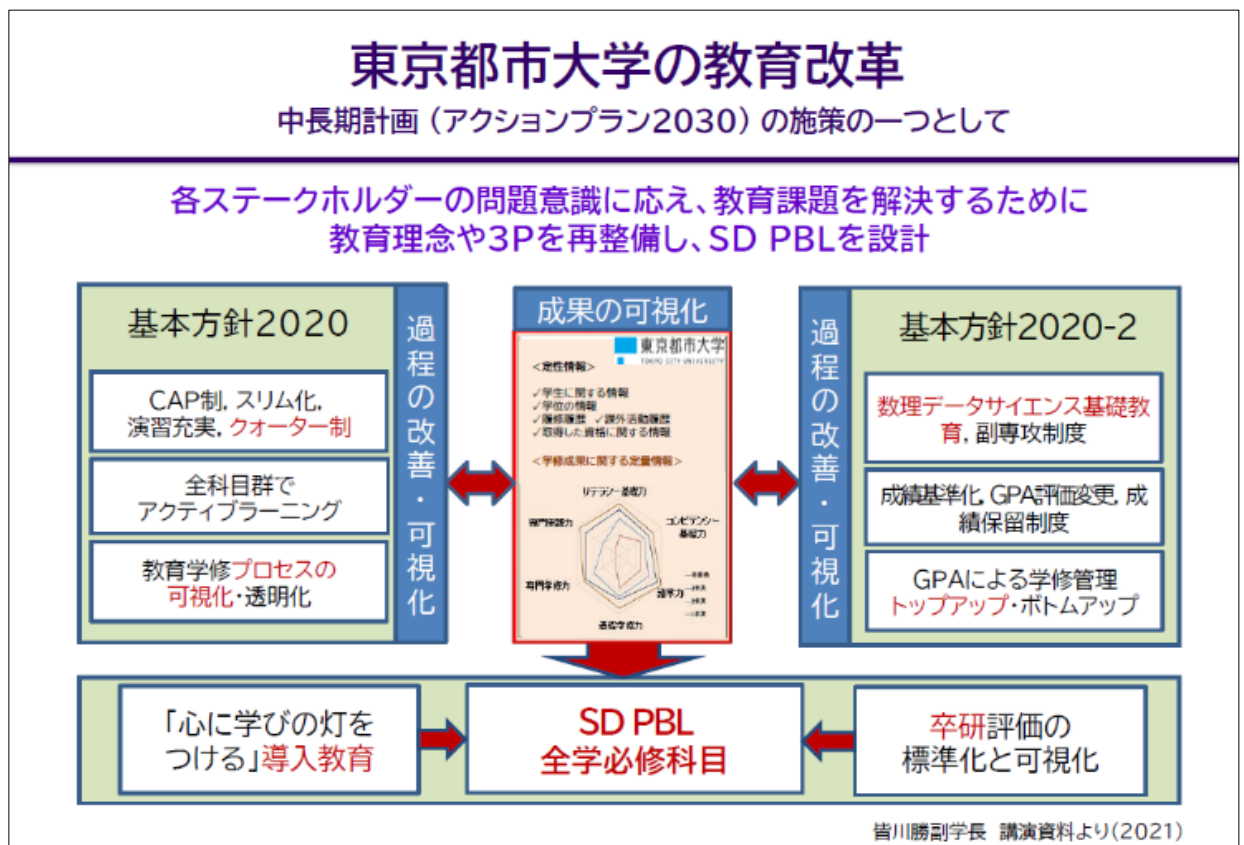 東京都市大学の教育改革
中長期計画（アクションプラン2030）の施策の一つとして
各ステークホルダーの問題意識に応え、教育課題を解決するために
教育理念や3Pを再整備し、SD PBLを設計
基本方針2020
CAP制, スリム化,
演習充実, クォーター制
全科目群で
アクティブラーニング
教育学修プロセスの
可視化・透明化
過程の改善・可視化
成果の可視化
東京都市大学
TOKYO CITY UNIVERSITY
<定性情報>
✓学生に関する情報
✓学位の情報
✓履修履歴 ✓課外活動履歴
✓取得した資格に関する情報
<学修成果に関する定量情報>
リテラシー基礎力
コンピテンシー
基礎力
語学力
基礎学修力
専門学修力
過程の改善・可視化
基本方針2020-2
数理データサイエンス基礎教
育, 副専攻制度
成績基準化, GPA評価変更, 成
績保留制度
GPAによる学修管理
トップアップ・ボトムアップ
「心に学びの灯を
つける」導入教育
SD PBL
全学必修科目
卒研評価の
標準化と可視化
皆川勝副学長 講演資料より(2021)